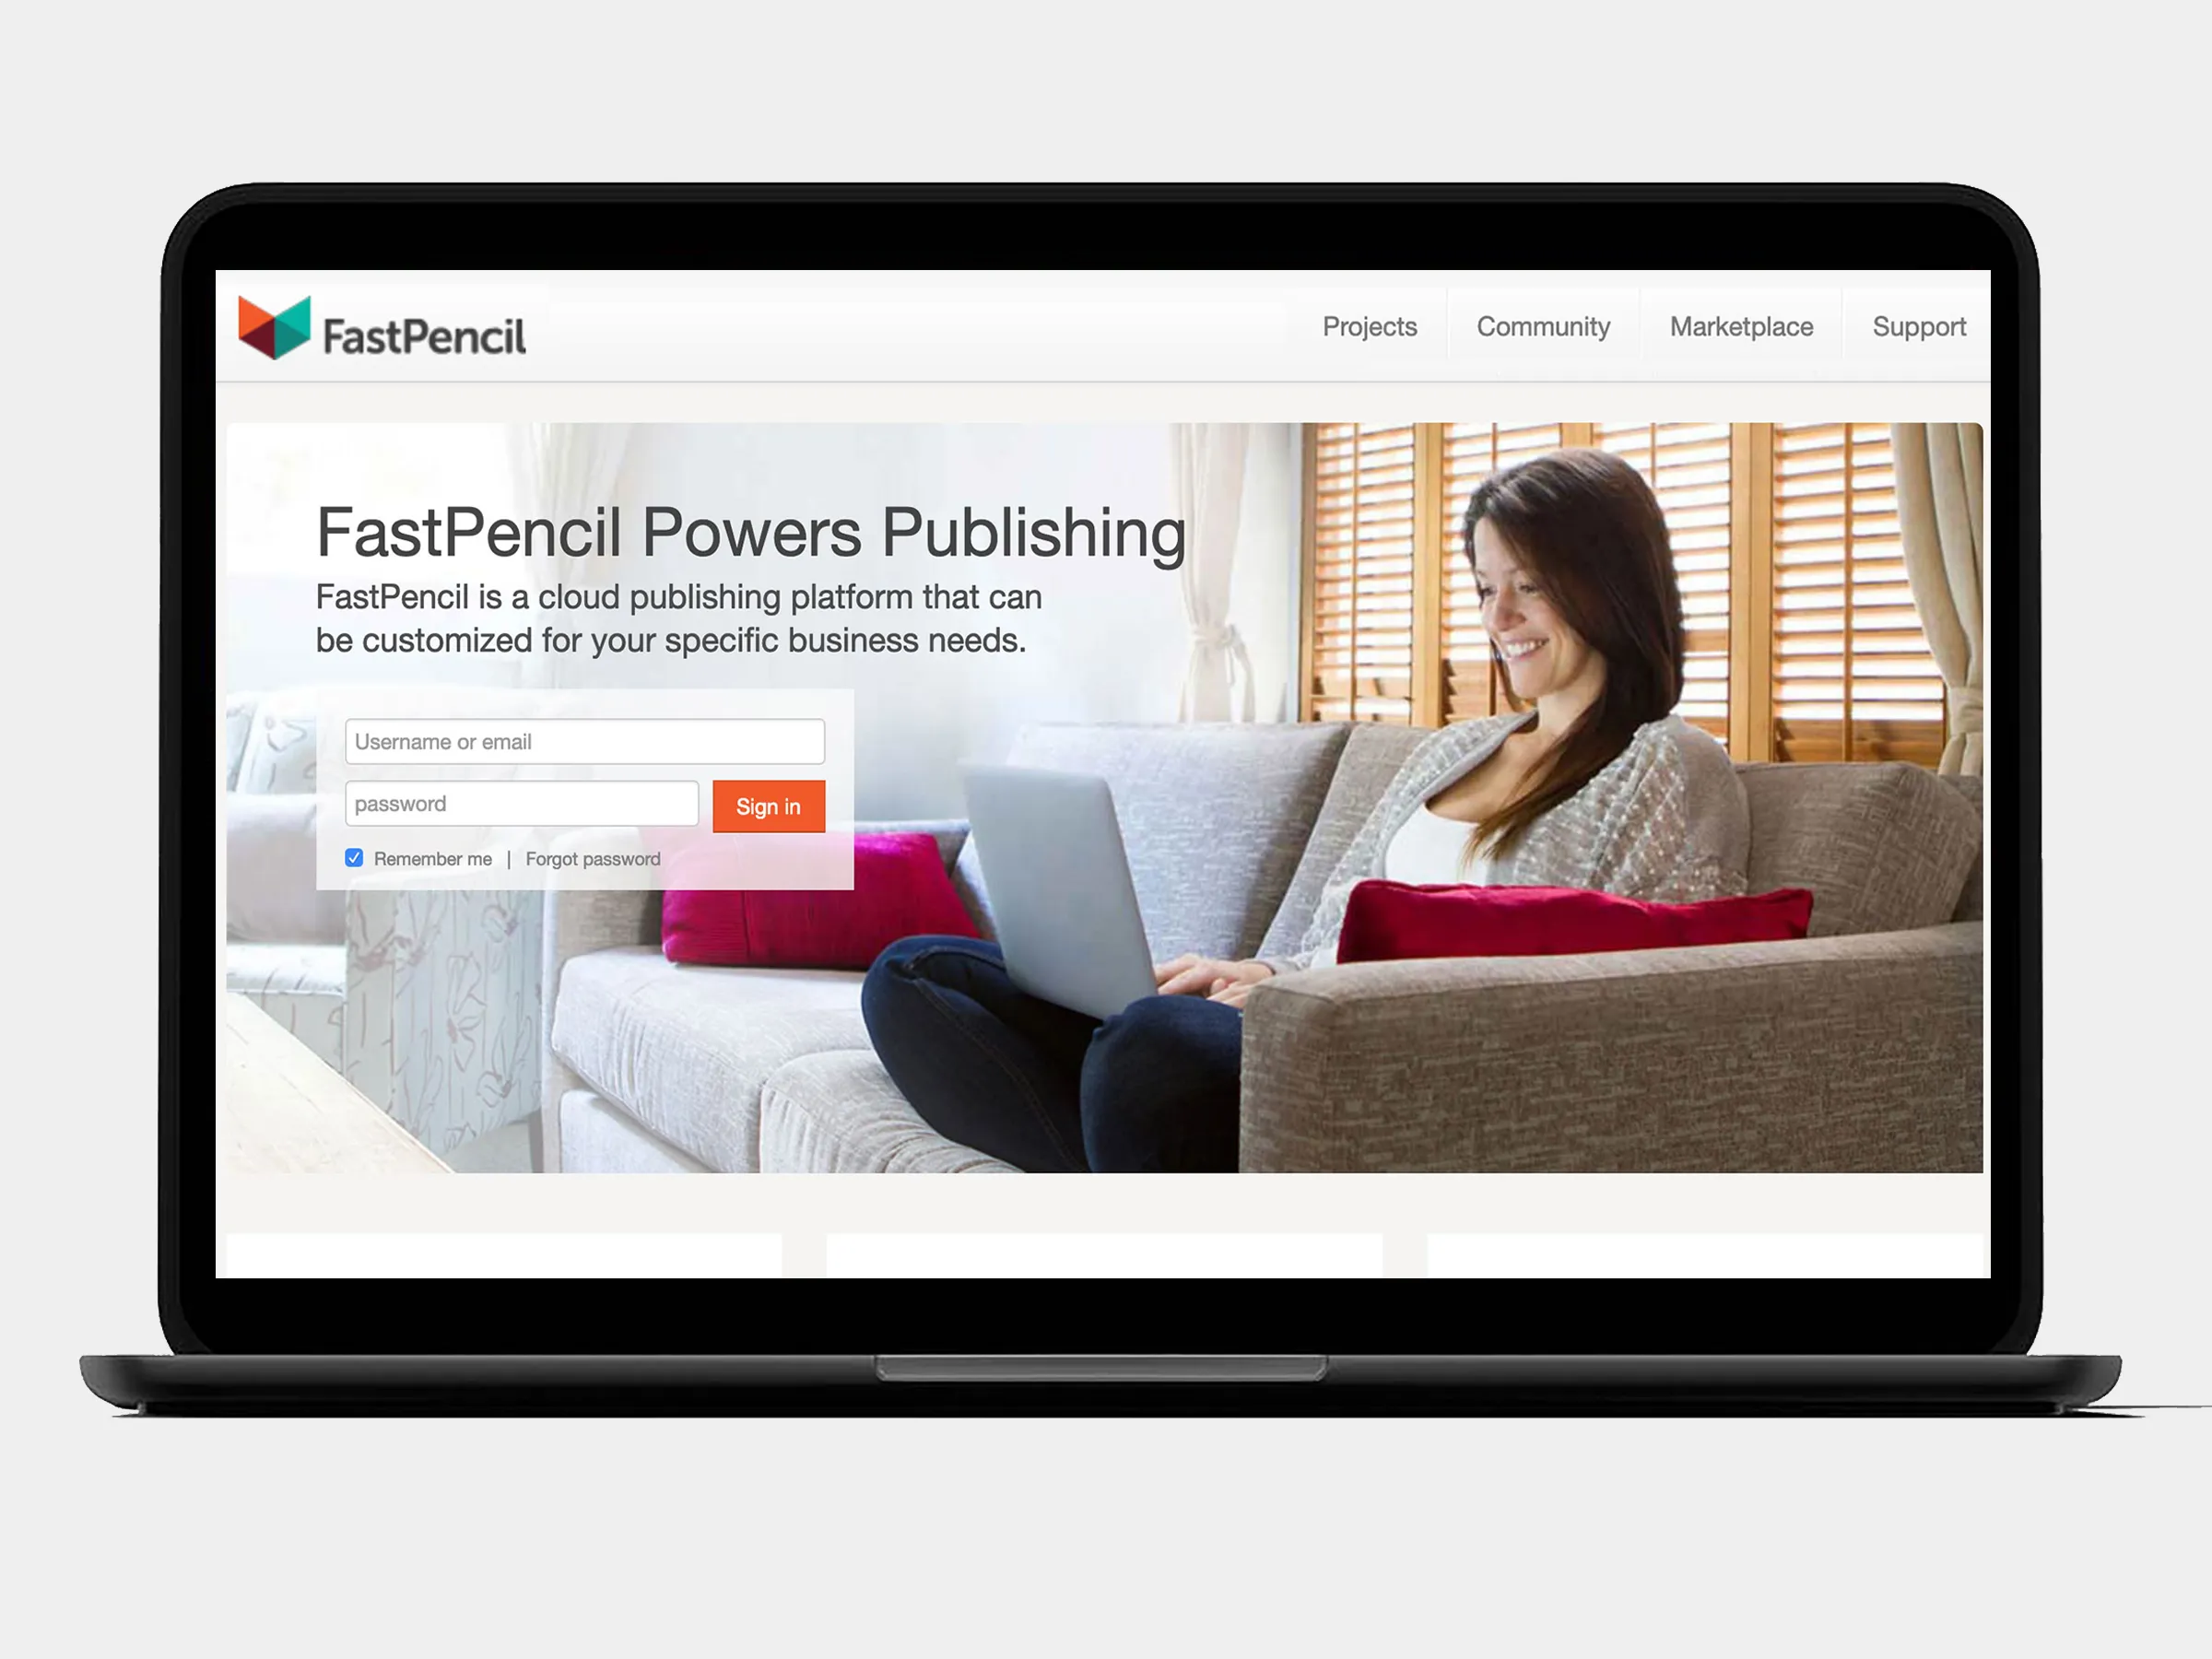 FastPencil
Projects
Community
Marketplace
Support
FastPencil Powers Publishing
FastPencil is a cloud publishing platform that can
be customized for your specific business needs.
Username or email
password
Sign in
Remember me | Forgot password